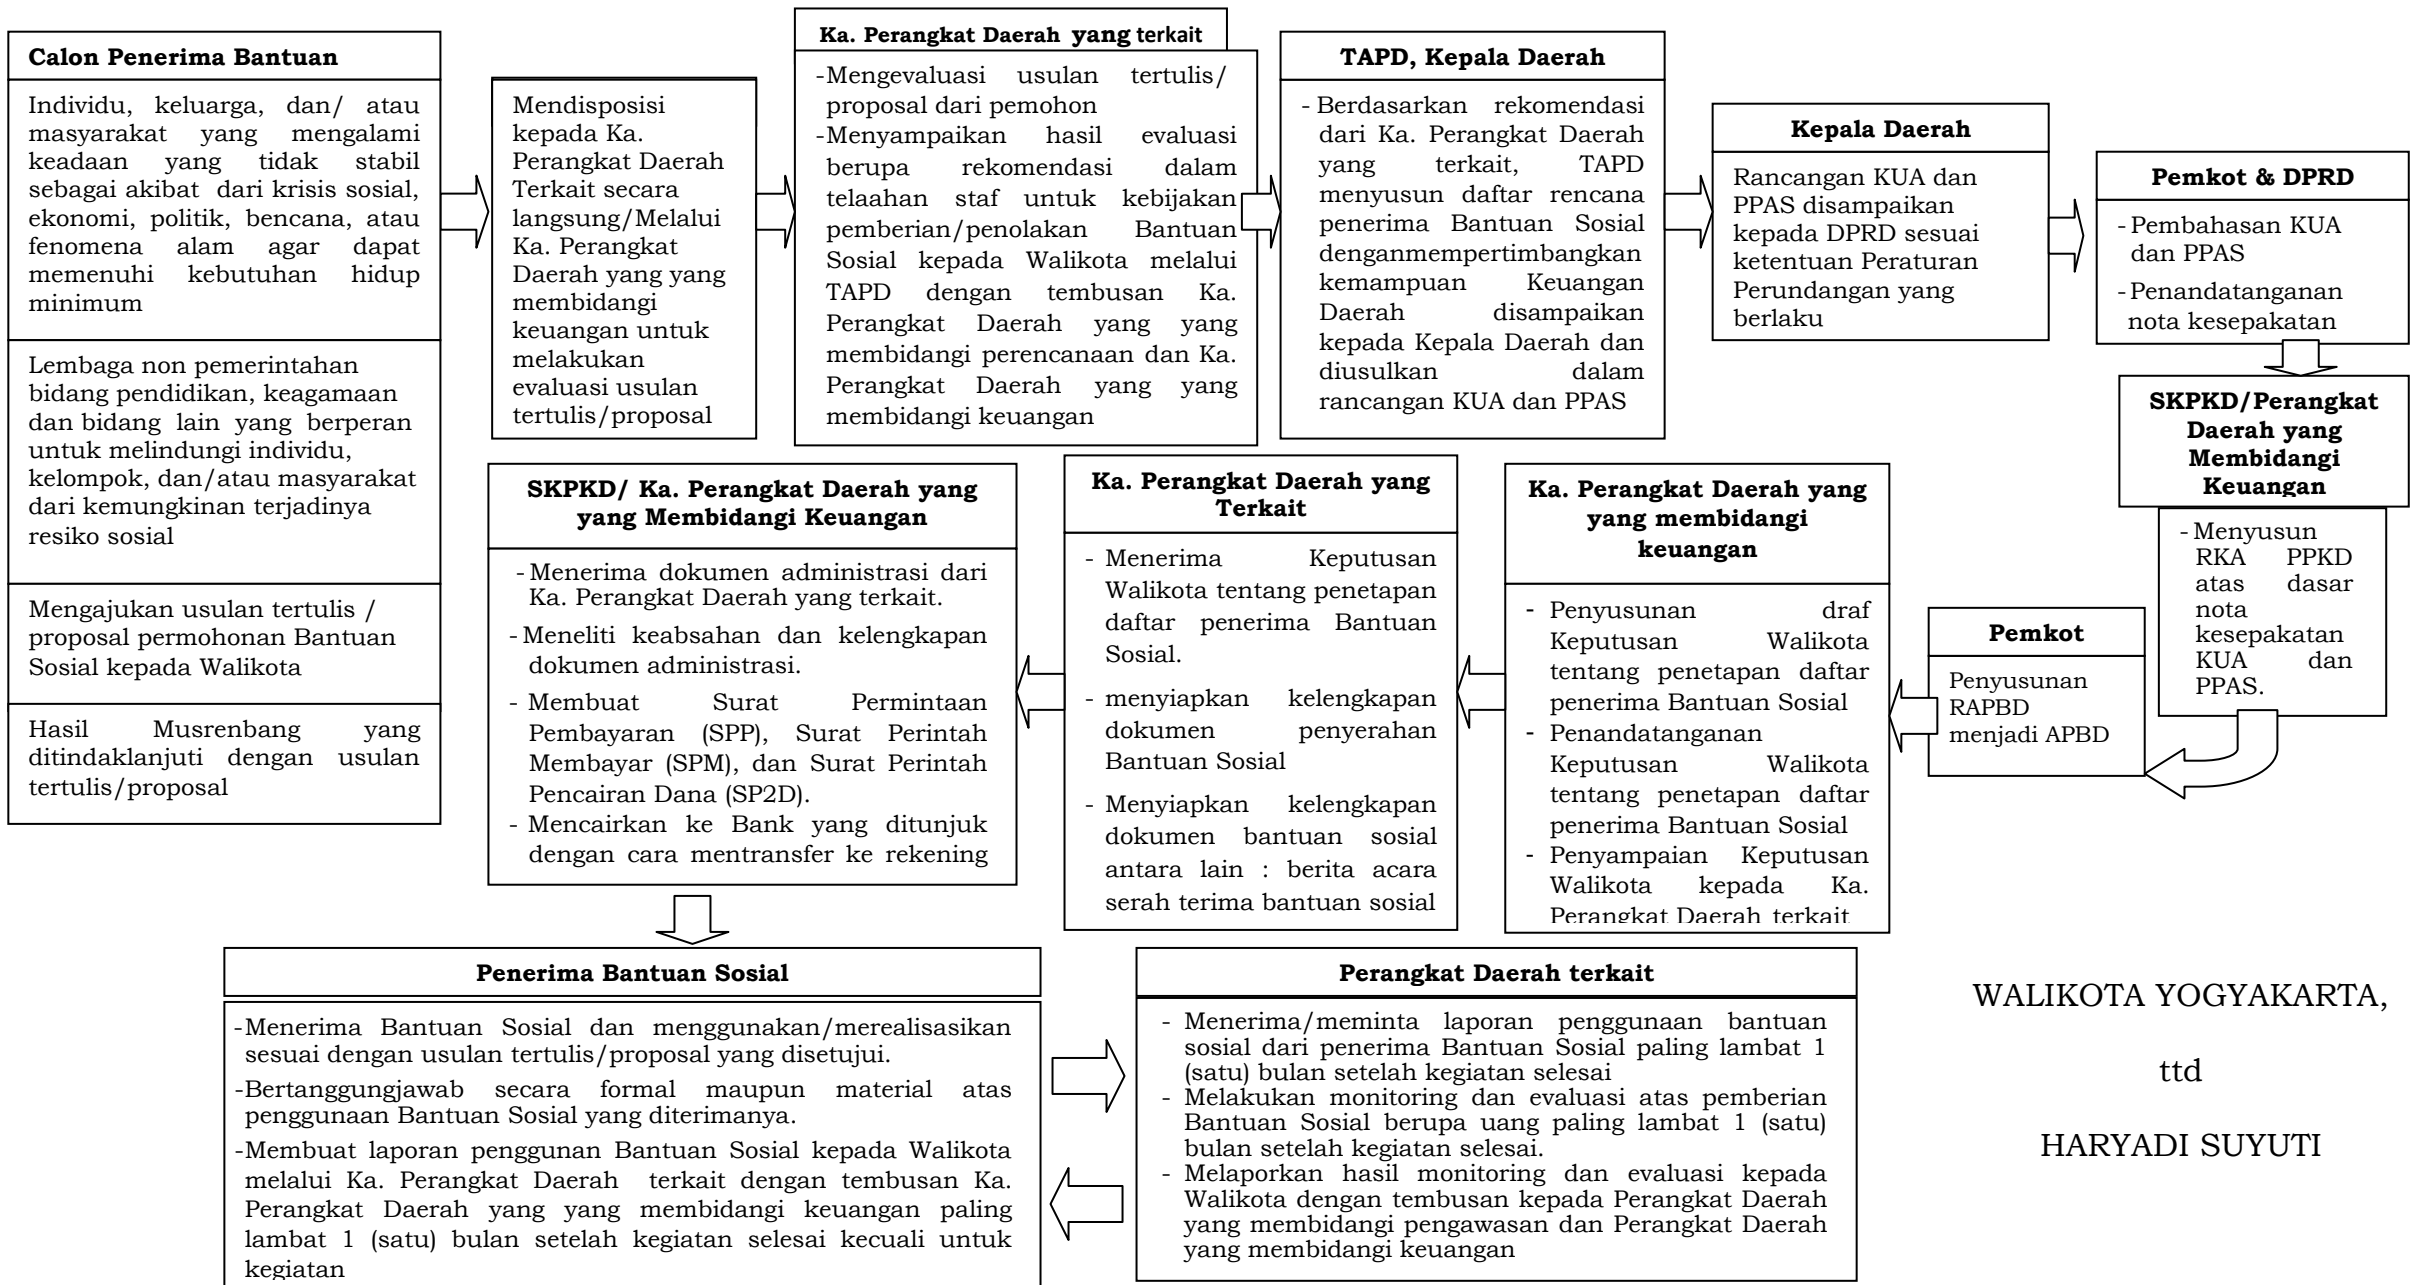 Calon Penerima Bantuan
Individu, keluarga, dan/ atau
masyarakat yang mengalami
keadaan yang tidak stabil
sebagai akibat dari krisis sosial,
ekonomi, politik, bencana, atau
fenomena alam agar dapat
memenuhi kebutuhan hidup
minimum
Lembaga non pemerintahan
bidang pendidikan, keagamaan
dan bidang lain yang berperan
untuk melindungi individu,
kelompok, dan/atau masyarakat
dari kemungkinan terjadinya
resiko sosial
Mengajukan usulan tertulis /
proposal permohonan Bantuan
Sosial kepada Walikota
Hasil Musrenbang yang
ditindaklanjuti dengan usulan
tertulis/proposal
Mendisposisi
kepada Ka.
Perangkat Daerah
Terkait secara
langsung/Melalui
Ka. Perangkat
Daerah yang yang
membidangi
keuangan untuk
melakukan
evaluasi usulan
tertulis/proposal
Ka. Perangkat Daerah yang terkait
-Mengevaluasi usulan tertulis/
proposal dari pemohon
-Menyampaikan hasil evaluasi
berupa rekomendasi dalam
telaahan staf untuk kebijakan
pemberian/penolakan Bantuan
Sosial kepada Walikota melalui
TAPD dengan tembusan Ka.
Perangkat Daerah yang yang
membidangi perencanaan dan Ka.
Perangkat Daerah yang yang
membidangi keuangan
TAPD, Kepala Daerah
- Berdasarkan rekomendasi
dari Ka. Perangkat Daerah
yang terkait, TAPD
menyusun daftar rencana
penerima Bantuan Sosial
denganmempertimbangkan
kemampuan Keuangan
Daerah disampaikan
kepada Kepala Daerah dan
diusulkan dalam
rancangan KUA dan PPAS
Kepala Daerah
Rancangan KUA dan
PPAS disampaikan
kepada DPRD sesuai
ketentuan Peraturan
Perundangan yang
berlaku
Pemkot & DPRD
- Pembahasan KUA
dan PPAS
- Penandatanganan
nota kesepakatan
SKPKD/Perangkat
Daerah yang
Membidangi
Keuangan
- Menyusun
RKA PPKD
atas dasar
nota
kesepakatan
KUA dan
PPAS.
Pemkot
Penyusunan
RAPBD
menjadi APBD
Ka. Perangkat Daerah yang
yang membidangi
keuangan
- Penyusunan draf
Keputusan Walikota
tentang penetapan daftar
penerima Bantuan Sosial
- Penandatanganan
Keputusan Walikota
tentang penetapan daftar
penerima Bantuan Sosial
- Penyampaian Keputusan
Walikota kepada Ka.
Perangkat Daerah terkait
Ka. Perangkat Daerah yang
Terkait
- Menerima Keputusan
Walikota tentang penetapan
daftar penerima Bantuan
Sosial.
- menyiapkan kelengkapan
dokumen penyerahan
Bantuan Sosial
- Menyiapkan kelengkapan
dokumen bantuan sosial
antara lain : berita acara
serah terima bantuan sosial
SKPKD/ Ka. Perangkat Daerah yang
yang Membidangi Keuangan
- Menerima dokumen administrasi dari
Ka. Perangkat Daerah yang terkait.
- Meneliti keabsahan dan kelengkapan
dokumen administrasi.
- Membuat Surat Permintaan
Pembayaran (SPP), Surat Perintah
Membayar (SPM), dan Surat Perintah
Pencairan Dana (SP2D).
- Mencairkan ke Bank yang ditunjuk
dengan cara mentransfer ke rekening
Penerima Bantuan Sosial
-Menerima Bantuan Sosial dan menggunakan/merealisasikan
sesuai dengan usulan tertulis/proposal yang disetujui.
-Bertanggungjawab secara formal maupun material atas
penggunaan Bantuan Sosial yang diterimanya.
-Membuat laporan penggunan Bantuan Sosial kepada Walikota
melalui Ka. Perangkat Daerah terkait dengan tembusan Ka.
Perangkat Daerah yang yang membidangi keuangan paling
lambat 1 (satu) bulan setelah kegiatan selesai kecuali untuk
kegiatan
Perangkat Daerah terkait
- Menerima/meminta laporan penggunaan bantuan
sosial dari penerima Bantuan Sosial paling lambat 1
(satu) bulan setelah kegiatan selesai
- Melakukan monitoring dan evaluasi atas pemberian
Bantuan Sosial berupa uang paling lambat 1 (satu)
bulan setelah kegiatan selesai.
- Melaporkan hasil monitoring dan evaluasi kepada
Walikota dengan tembusan kepada Perangkat Daerah
yang membidangi pengawasan dan Perangkat Daerah
yang membidangi keuangan
WALIKOTA YOGYAKARTA,
ttd
HARYADI SUYUTI